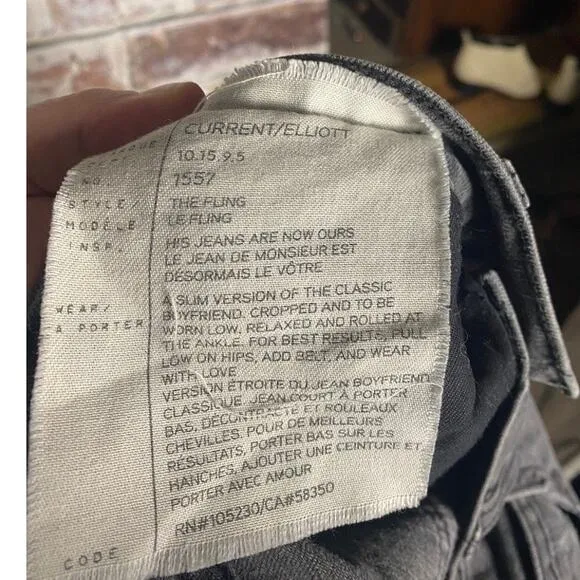 CURRENT/ELLIOTT
10.15.9.5
1557
STYLE/ THE FLING
MODÈLE LE FLING
INSP. HIS JEANS ARE NOW OURS
LE JEAN DE MONSIEUR EST
DÉSORMAIS LE VÔTRE
WEAR/ A SLIM VERSION OF THE CLASSIC
A PORTER BOYFRIEND. CROPPED AND TO BE
WORN LOW, RELAXED AND ROLLED AT
THE ANKLE. FOR BEST RESULTS, PULL
LOW ON HIPS, ADD BELT, AND WEAR
WITH LOVE
VERSION ÉTROITE DU JEAN BOYFRIEND
CLASSIQUE, JEAN COURT À PORTER
BAS, DÉCONTRACTÉ ET ROULEAUX
CHEVILLES. POUR DE MEILLEURS
RÉSULTATS, PORTER BAS SUR LES
HANCHES, AJOUTER UNE CEINTURE ET
PORTER AVEC AMOUR
CODE RN#105230/CA#58350